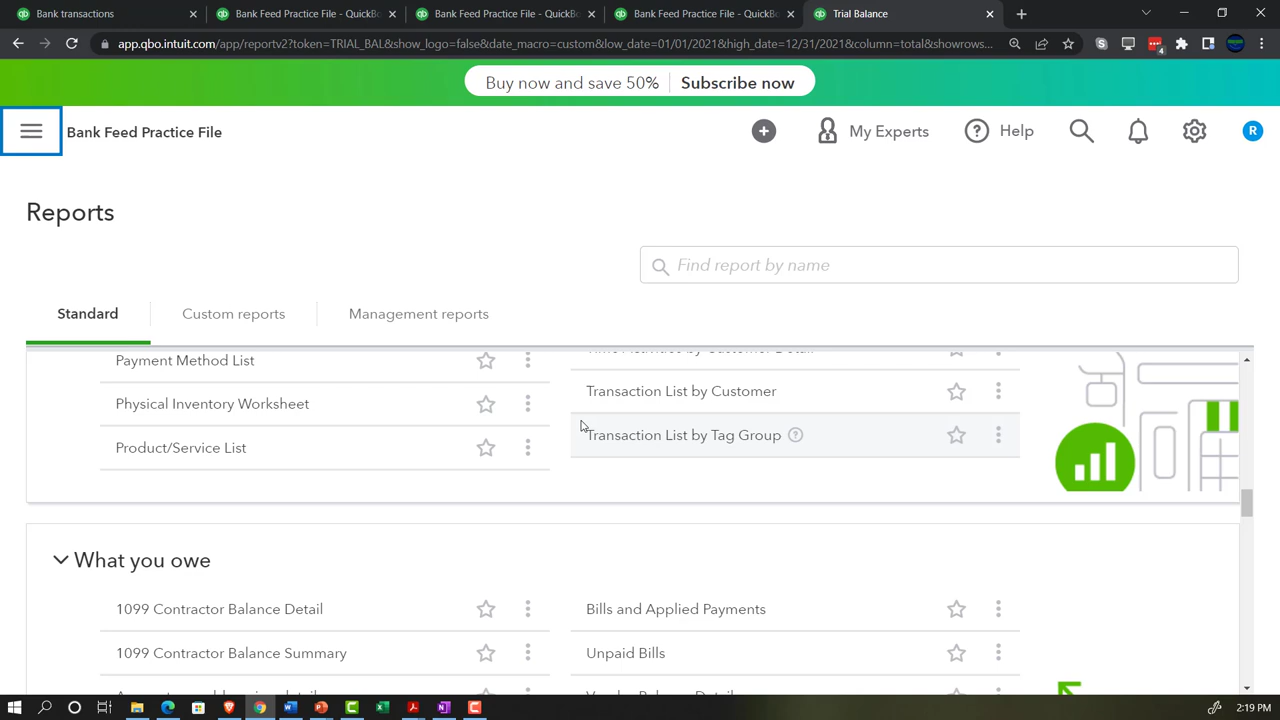 Bank transactions
Bank Feed Practice File - QuickBo
Bank Feed Practice File - QuickBo
Bank Feed Practice File - QuickBo
Trial Balance
app.qbo.intuit.com/app/reportv2?token=TRIAL_BAL&show_logo=false&date_macro=custom&low_date=01/01/2021&high_date=12/31/2021&column=total&showrows...
4
Buy now and save 50% Subscribe now
Bank Feed Practice File
My Experts
Help
R
Reports
Find report by name
Standard
Custom reports
Management reports
Payment Method List
Transaction List by Customer
Physical Inventory Worksheet
Transaction List by Tag Group
Product/Service List
What you owe
1099 Contractor Balance Detail
Bills and Applied Payments
1099 Contractor Balance Summary
Unpaid Bills
2:19 PM